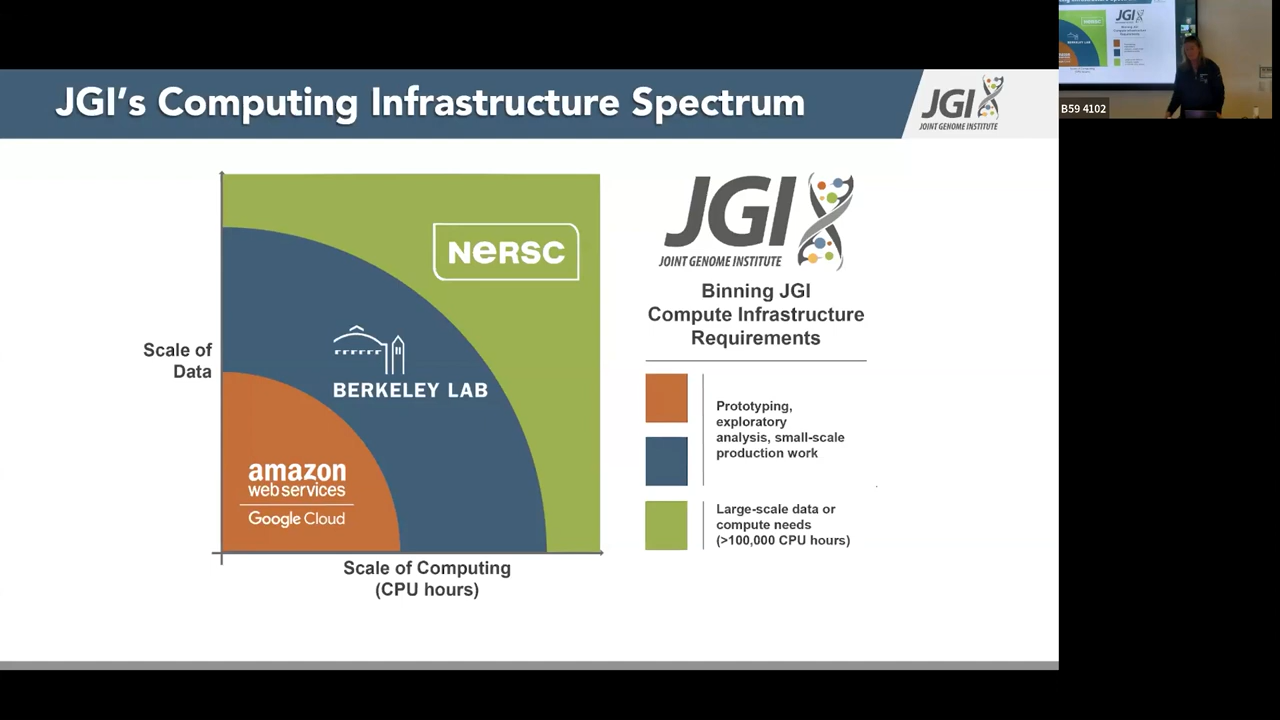 JGI's Computing Infrastructure Spectrum
JGI
JOINT GENOME INSTITUTE
B59 4102
NERSC
BERKELEY LAB
amazon
web services
Google Cloud
Scale of
Data
Scale of Computing
(CPU hours)
JGI
JOINT GENOME INSTITUTE
Binning JGI
Compute Infrastructure
Requirements
Prototyping,
exploratory
analysis, small-scale
production work
Large-scale data or
compute needs
(>100,000 CPU hours)